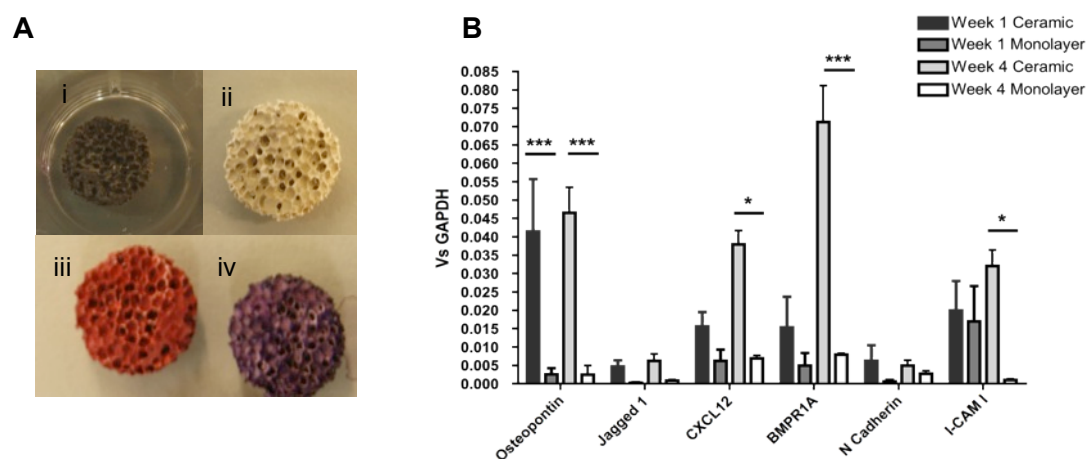 A
i
ii
iii
iv
B
Week 1 Ceramic
Week 1 Monolayer
Week 4 Ceramic
Week 4 Monolayer
Vs GAPDH
0.085
0.080
0.075
0.070
0.065
0.060
0.055
0.050
0.045
0.040
0.035
0.030
0.025
0.020
0.015
0.010
0.005
0.000
***
***
*
***
*
Osteopontin
Jagged 1
CXCL12
BMPR1A
N Cadherin
I-CAM I